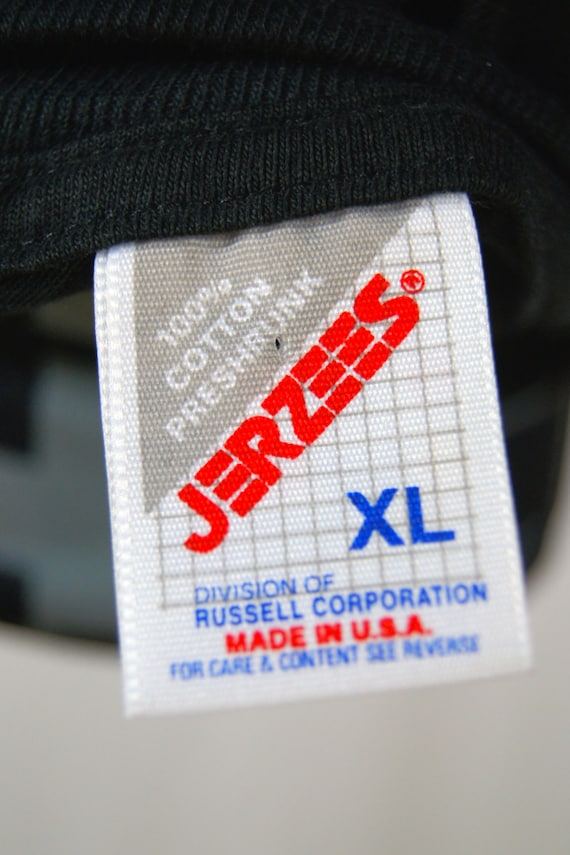 100%
COTTON
PRESHRUNK
JERZEES®
XL
DIVISION OF
RUSSELL CORPORATION
MADE IN U.S.A.
FOR CARE & CONTENT SEE REVERSE